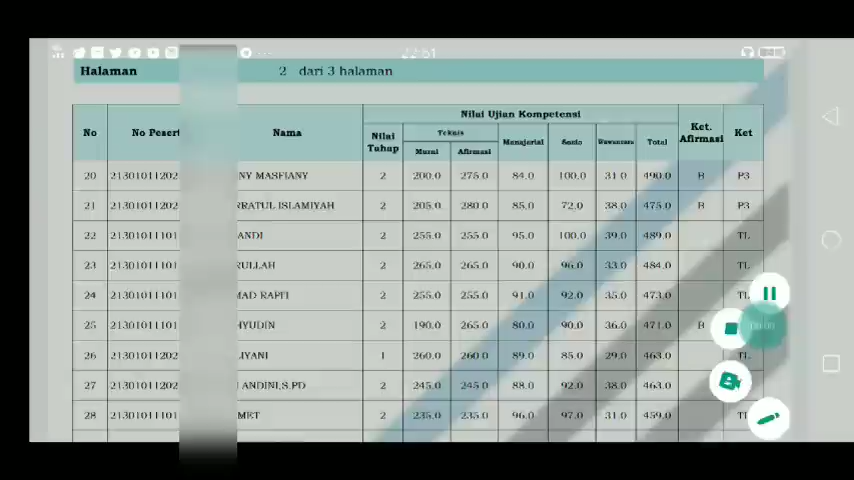 22:51
Halaman 2 dari 3 halaman
No No Pesert Nama Nilai Tahap Nilai Ujian Kompetensi Ket. Afirmasi Ket
Teknis Manajerial Sosio Wawancara Total
Murni Afirmasi
20 21301011202 NY MASFIANY 2 200.0 275.0 84.0 100.0 31.0 490.0 B P3
21 21301011202 RRATUL ISLAMIYAH 2 205.0 280.0 85.0 72.0 38.0 475.0 B P3
22 21301011101 ANDI 2 255.0 255.0 95.0 100.0 39.0 489.0 TL
23 21301011101 RULLAH 2 265.0 265.0 90.0 96.0 33.0 484.0 TL
24 21301011101 MAD RAPII 2 255.0 255.0 91.0 92.0 35.0 473.0 TL
25 21301011101 HYUDIN 2 190.0 265.0 80.0 90.0 36.0 471.0 B
26 21301011202 LIYANI 1 260.0 260.0 89.0 85.0 29.0 463.0 TL
27 21301011202 I ANDINI,S.PD 2 245.0 245.0 88.0 92.0 38.0 463.0
28 21301011101 MET 2 235.0 235.0 96.0 97.0 31.0 459.0 TL